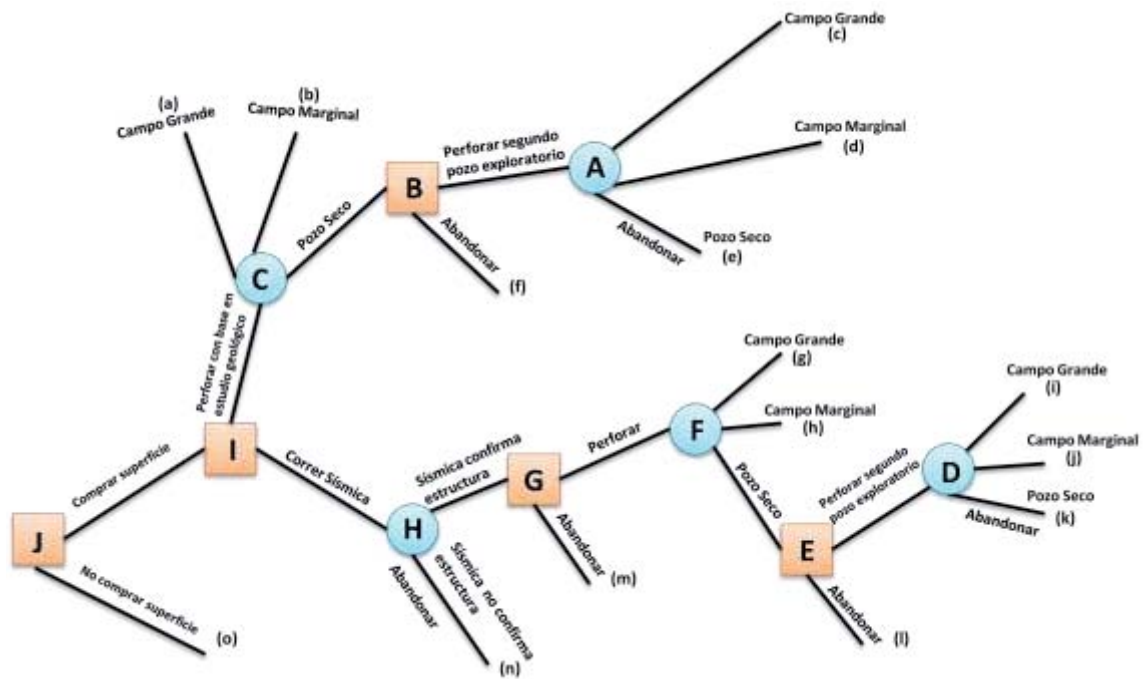 Campo Grande
(c)
(a)
Campo Grande
(b)
Campo Marginal
Campo Marginal
(d)
Perforar segundo
pozo exploratorio
A
B
Pozo Seco
Abandonar
(f)
Abandonar
Pozo Seco
(e)
C
Perforar con base en
estudio geológico
Campo Grande
(g)
Campo Marginal
(h)
Campo Grande
(i)
Campo Marginal
(j)
Pozo Seco
(k)
Abandonar
I
Comprar superficie
Correr Sísmica
Sísmica confirma
estructura
G
Perforar
F
Pozo Seco
Perforar segundo
pozo exploratorio
D
J
No comprar superficie
(o)
H
Abandonar
Sísmica no confirma
estructura
(n)
Abandonar
(m)
E
Abandonar
(l)